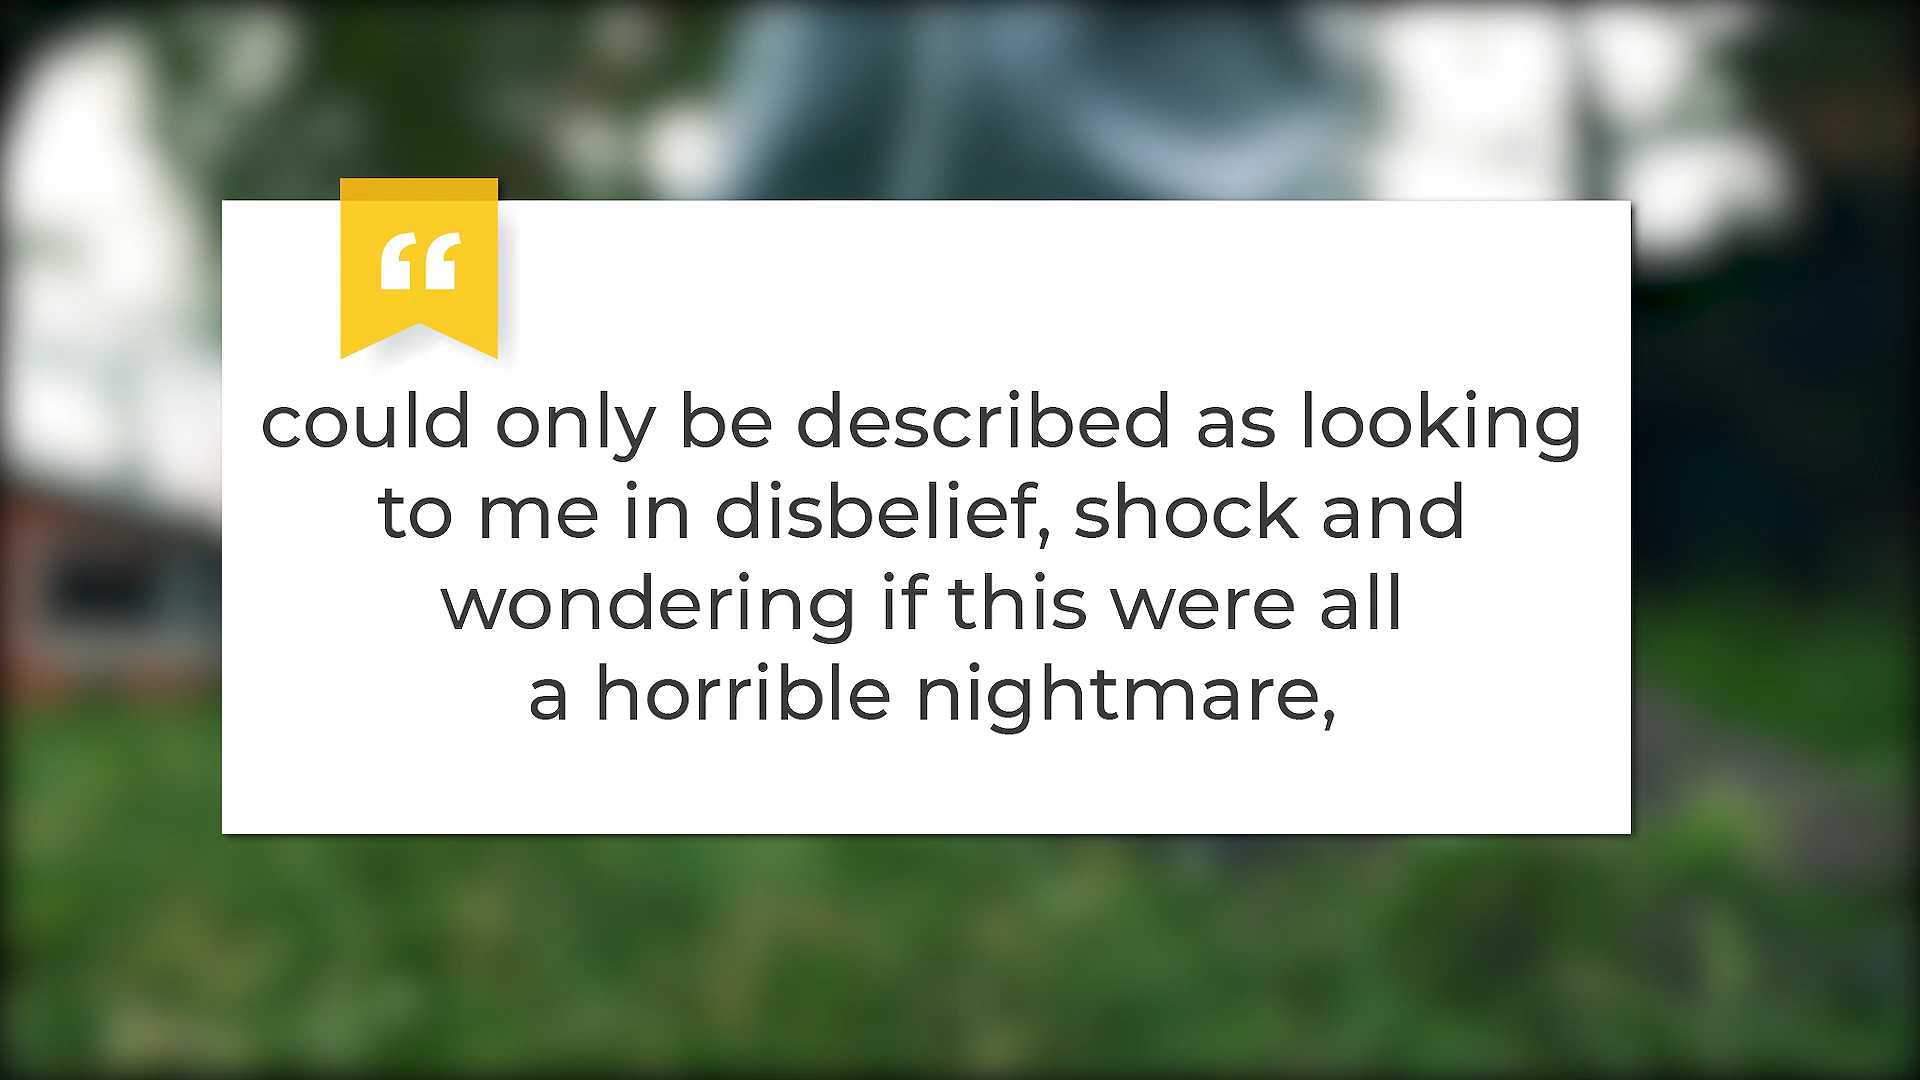 “
could only be described as looking
to me in disbelief, shock and
wondering if this were all
a horrible nightmare,